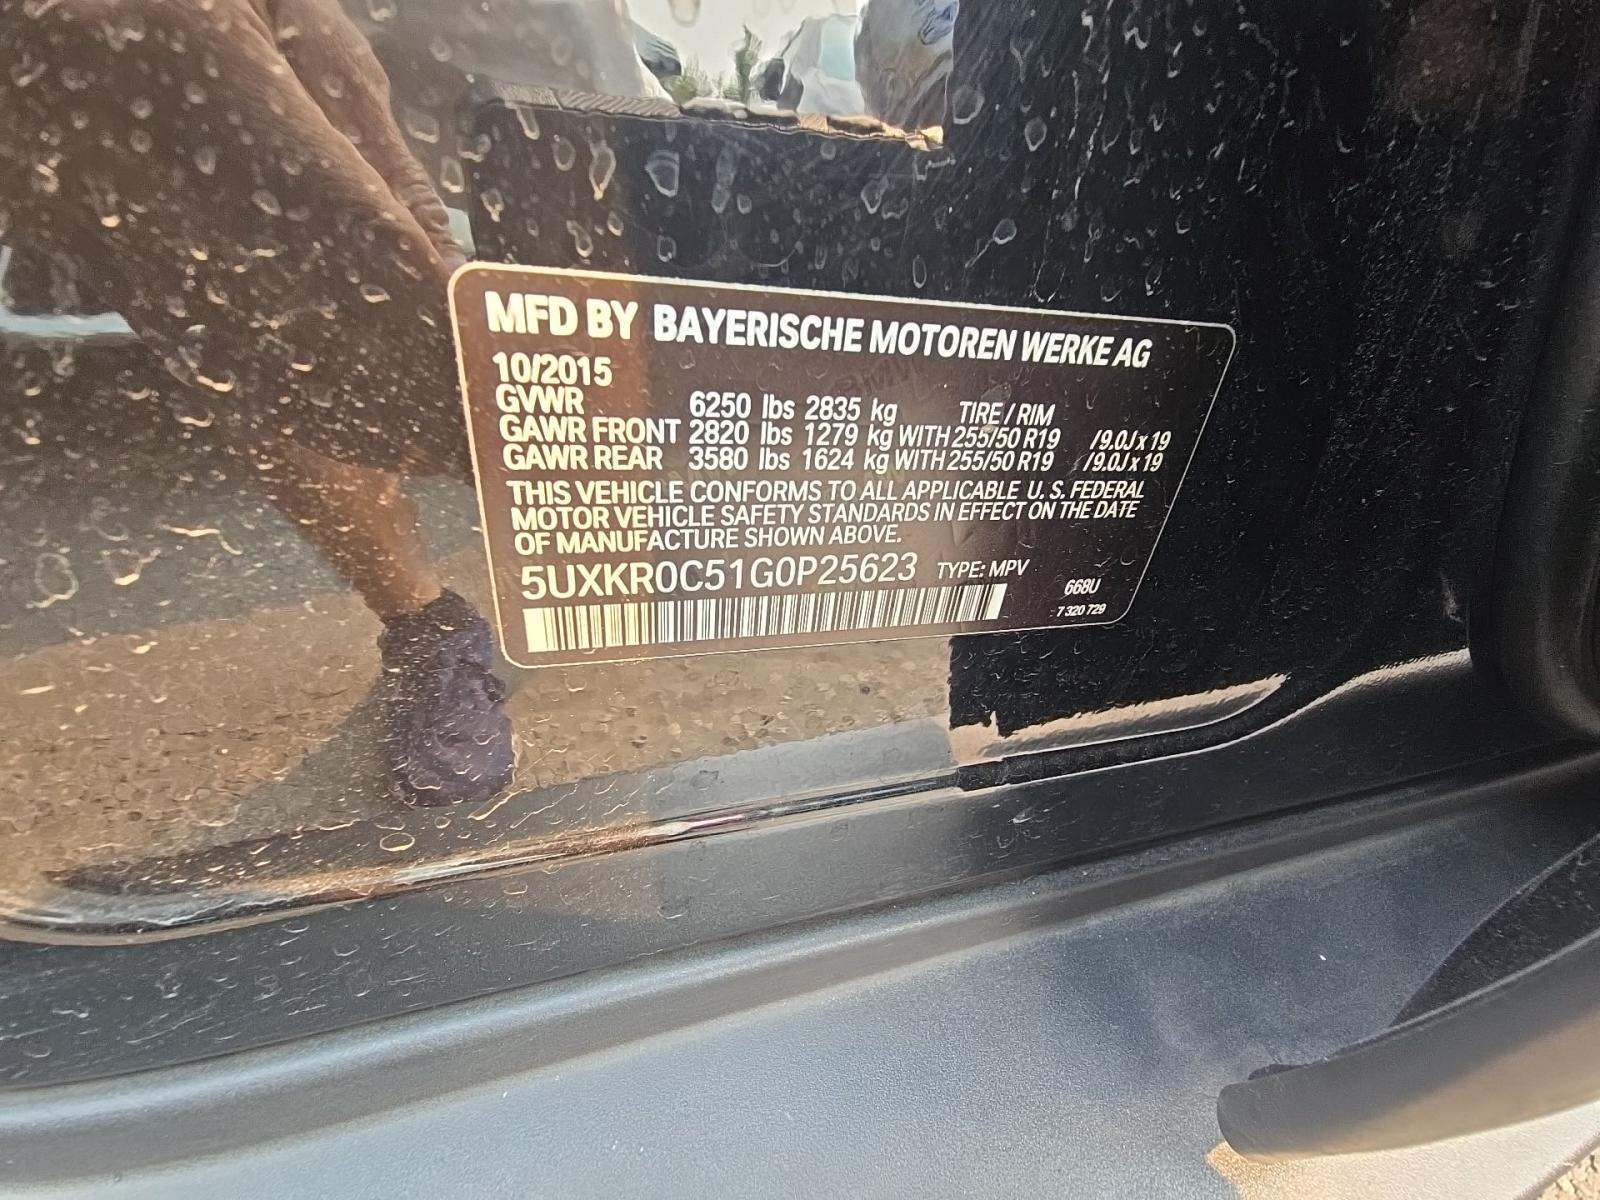 MFD BY BAYERISCHE MOTOREN WERKE AG
10/2015
GVWR 6250 lbs 2835 kg TIRE / RIM
GAWR FRONT 2820 lbs 1279 kg WITH 255/50 R19 /9.0J x 19
GAWR REAR 3580 lbs 1624 kg WITH 255/50 R19 /9.0J x 19
THIS VEHICLE CONFORMS TO ALL APPLICABLE U. S. FEDERAL
MOTOR VEHICLE SAFETY STANDARDS IN EFFECT ON THE DATE
OF MANUFACTURE SHOWN ABOVE.
5UXKR0C51G0P25623 TYPE: MPV
668U
7 320 729